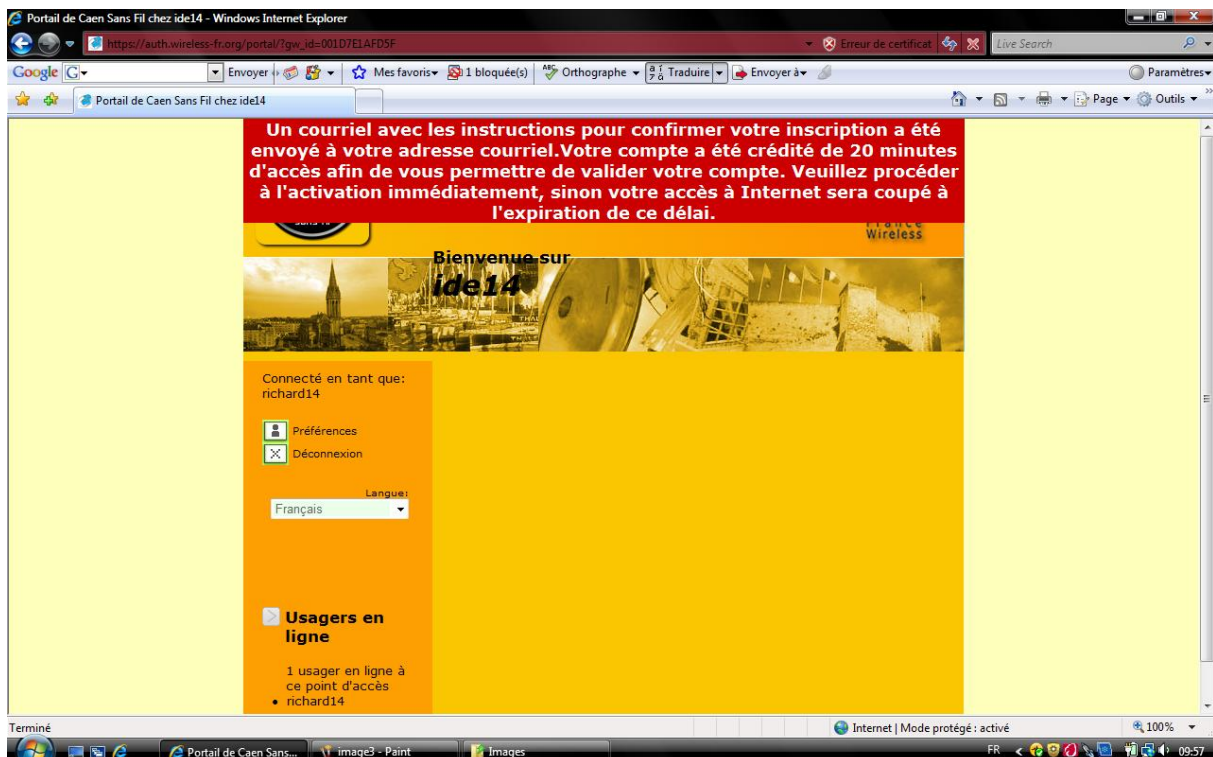 Portail de Caen Sans Fil chez ide14 - Windows Internet Explorer
https://auth.wireless-fr.org/portal/?gw_id=001D7E1AFD5F
Erreur de certificat
Live Search
Google
Envoyer
Mes favoris
1 bloquée(s)
Orthographe
Traduire
Envoyer à
Paramètres
Portail de Caen Sans Fil chez ide14
Page
Outils
Un courriel avec les instructions pour confirmer votre inscription a été
envoyé à votre adresse courriel.Votre compte a été crédité de 20 minutes
d'accès afin de vous permettre de valider votre compte. Veuillez procéder
à l'activation immédiatement, sinon votre accès à Internet sera coupé à
l'expiration de ce délai.
France
Wireless
Bienvenue sur
ide14
Connecté en tant que:
richard14
Préférences
Déconnexion
Langue:
Français
Usagers en
ligne
1 usager en ligne à
ce point d'accès
• richard14
Terminé
Internet | Mode protégé : activé
100%
Portail de Caen Sans...
image3 - Paint
Images
FR
09:57